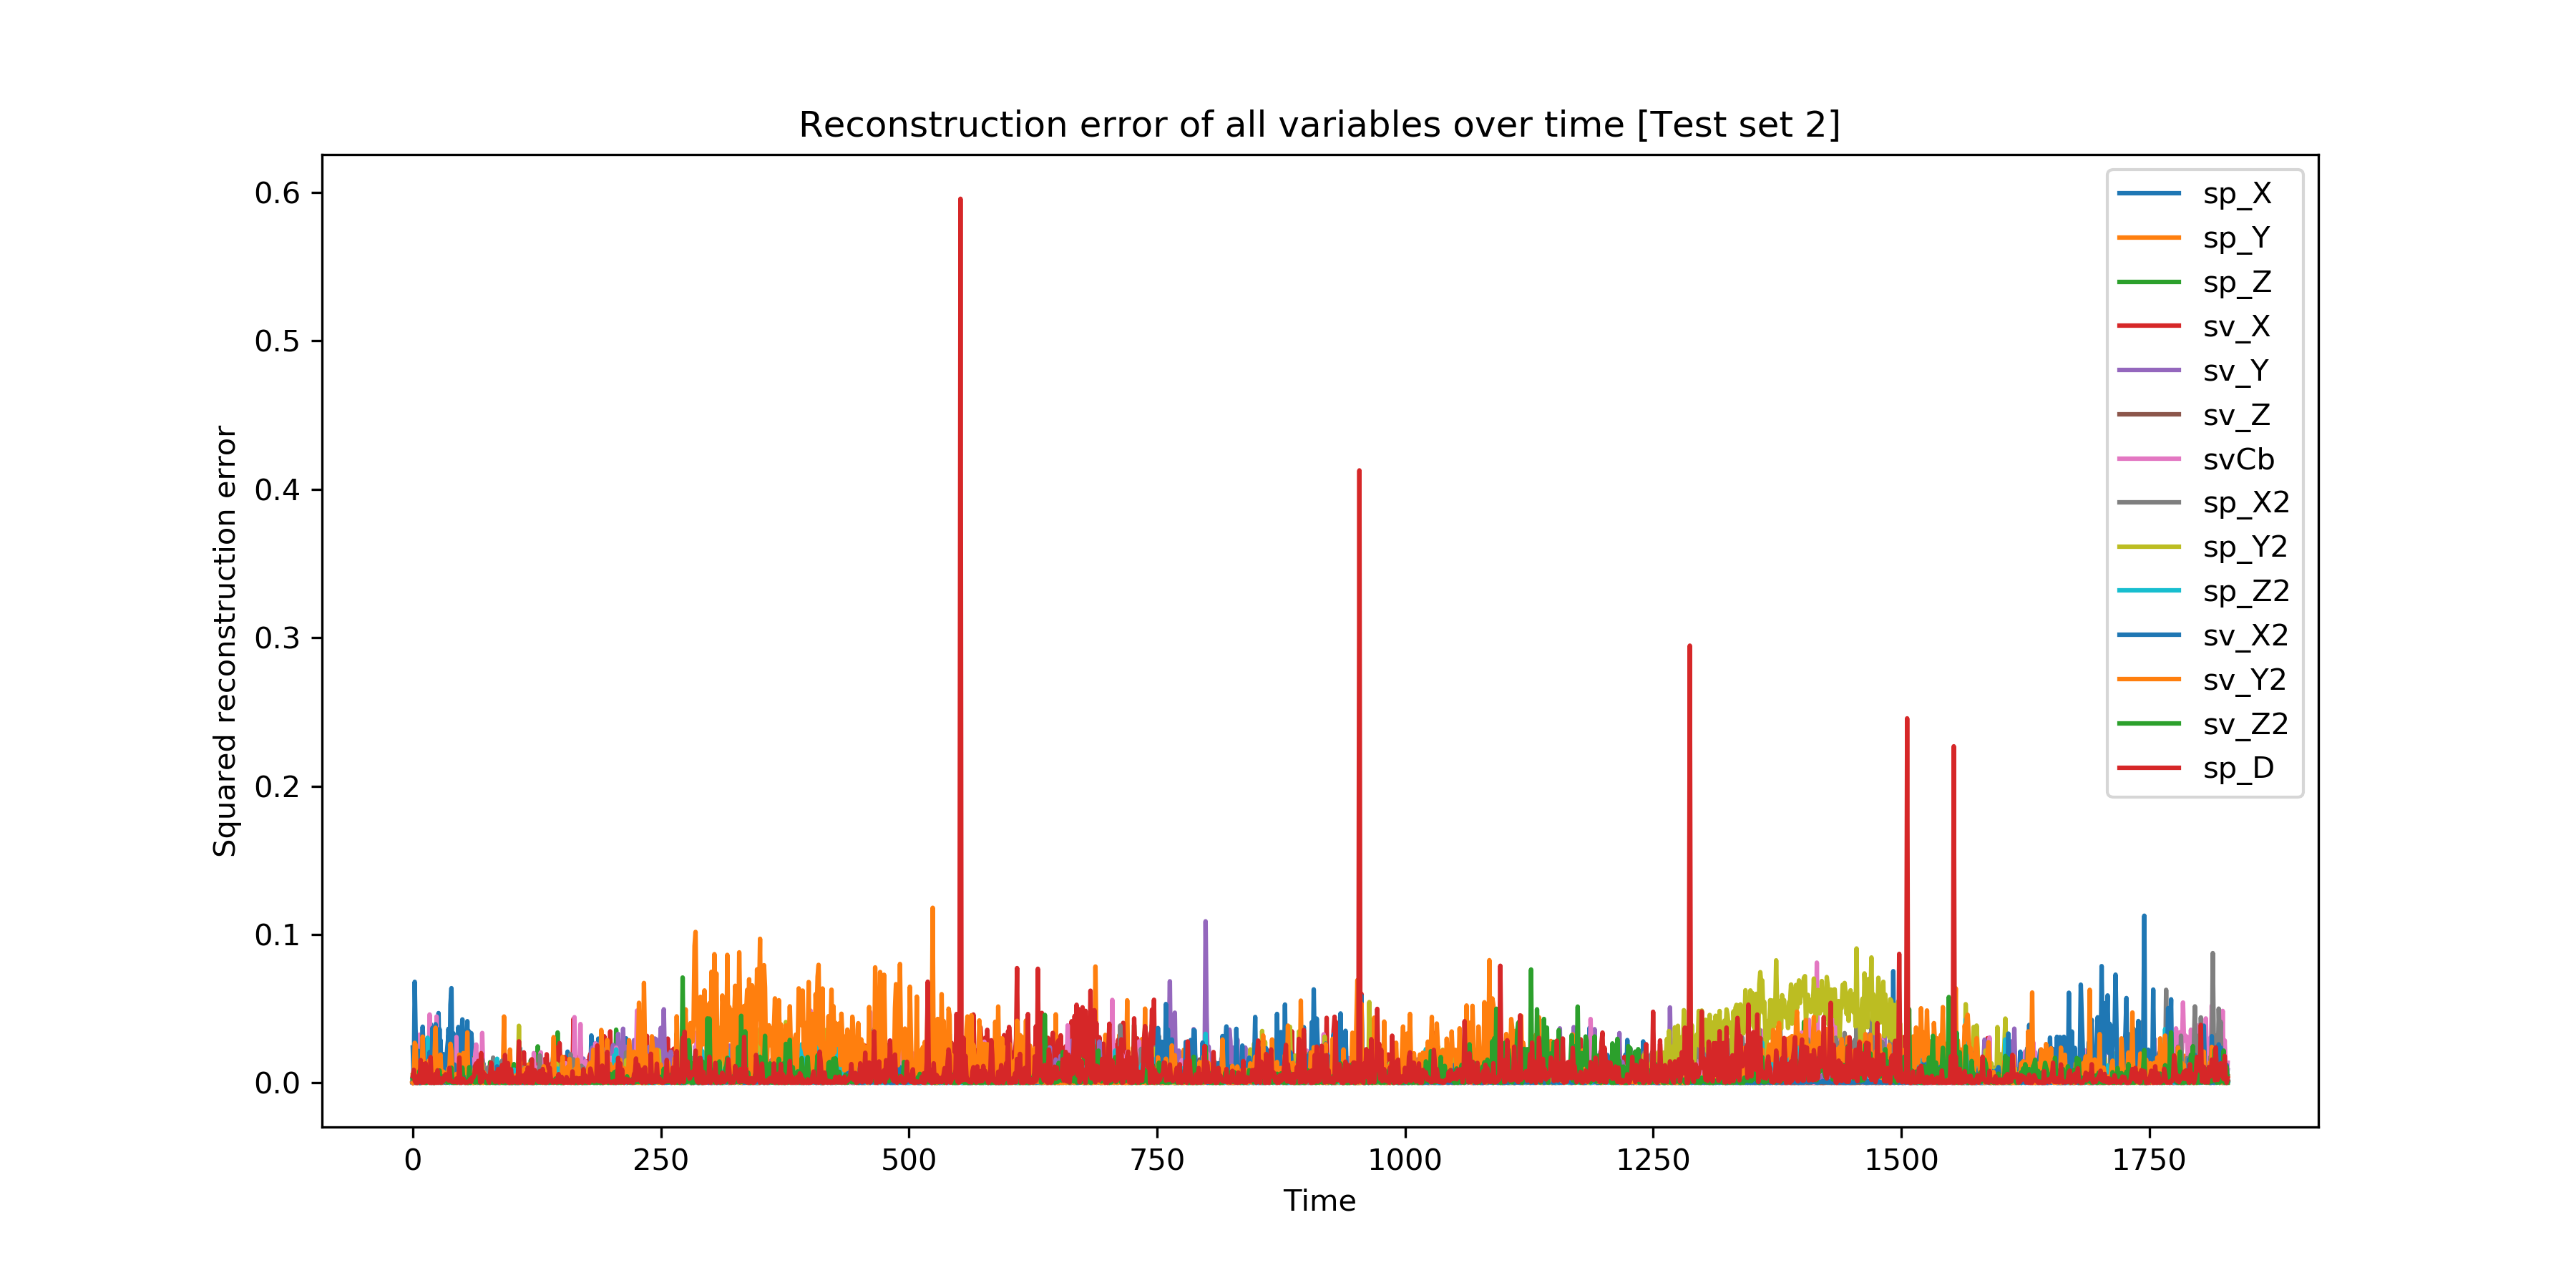 Reconstruction error of all variables over time [Test set 2]
Squared reconstruction error
0.6
0.5
0.4
0.3
0.2
0.1
0.0
sp_X
sp_Y
sp_Z
sv_X
sv_Y
sv_Z
svCb
sp_X2
sp_Y2
sp_Z2
sv_X2
sv_Y2
sv_Z2
sp_D
0 250 500 750 1000 1250 1500 1750
Time